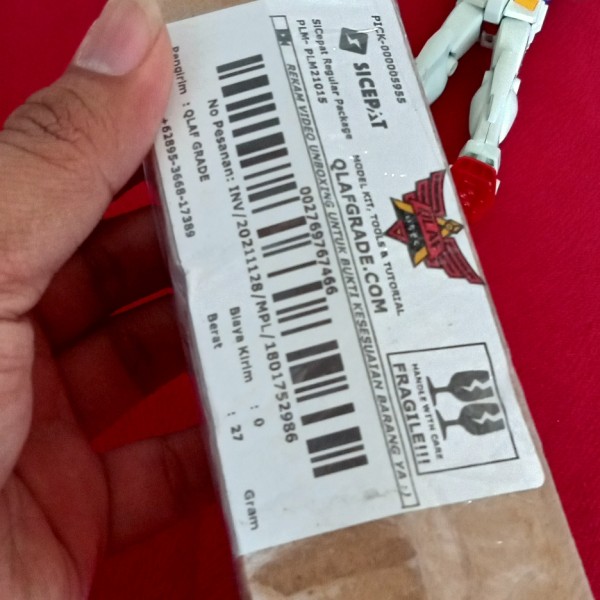 PICK-000005955
SICEPAT
SiCepat Regular Package
PLM- PLM21015
MODEL KIT, TOOLS & TUTORIAL
QLAFGRADE.COM
HANDLE WITH CARE
FRAGILE!!!
REKAM VIDEO UNBOXING UNTUK BUKTI KESESUAIAN BARANG YA :)
002769767466
No Pesanan: INV/20211128/MPL/1801752986
Pengirim : QLAF GRADE
+62895-3668-17389
Biaya Kirim : 0
Berat : 27 Gram